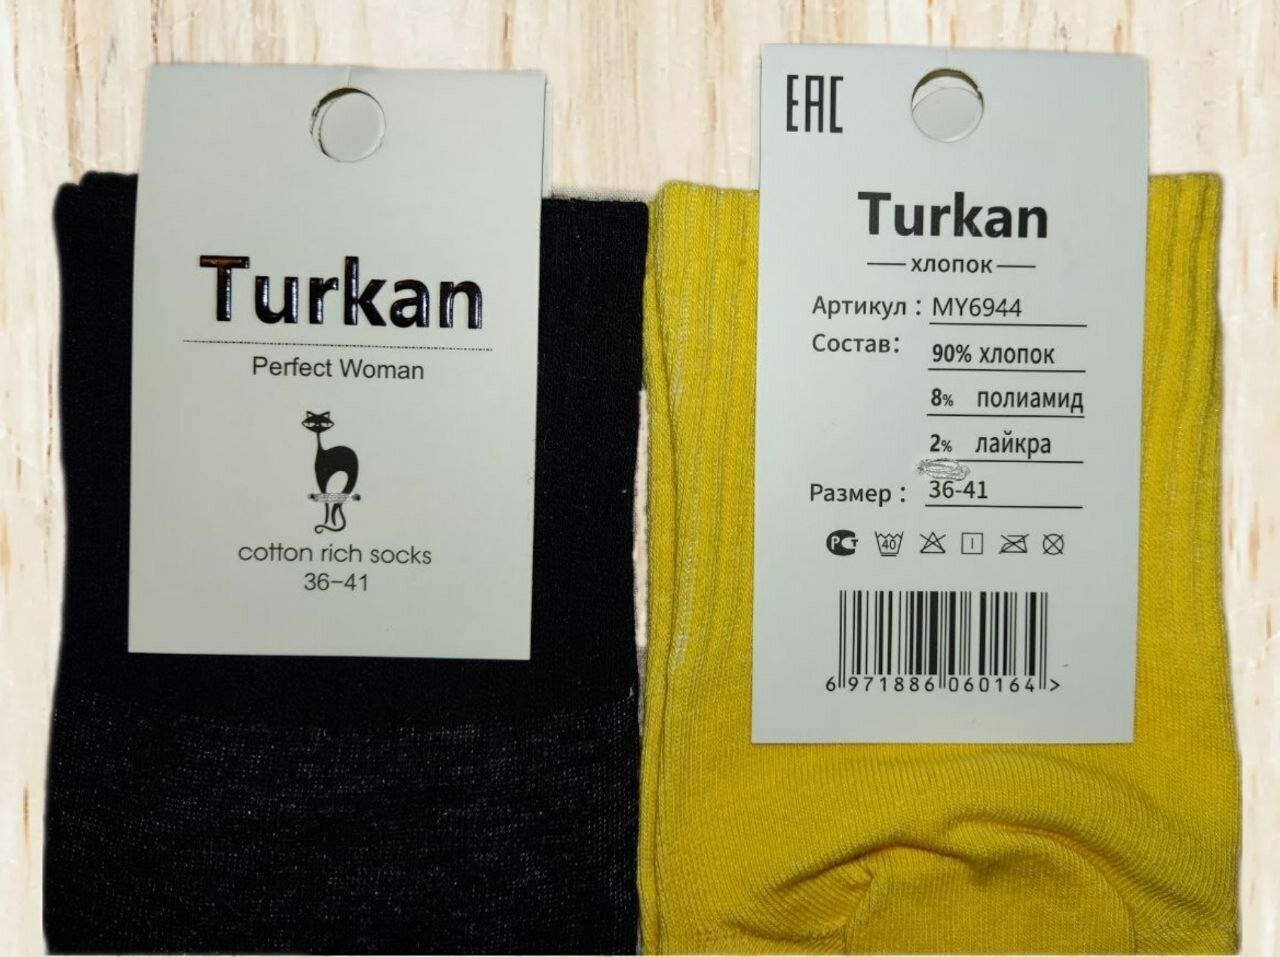 Turkan
Perfect Woman
cotton rich socks
36-41
EAC
Turkan
хлопок
Артикул : MY6944
Состав: 90% хлопок
8% полиамид
2% лайкра
Размер : 36-41
РСТ 40
6 971886 060164 >